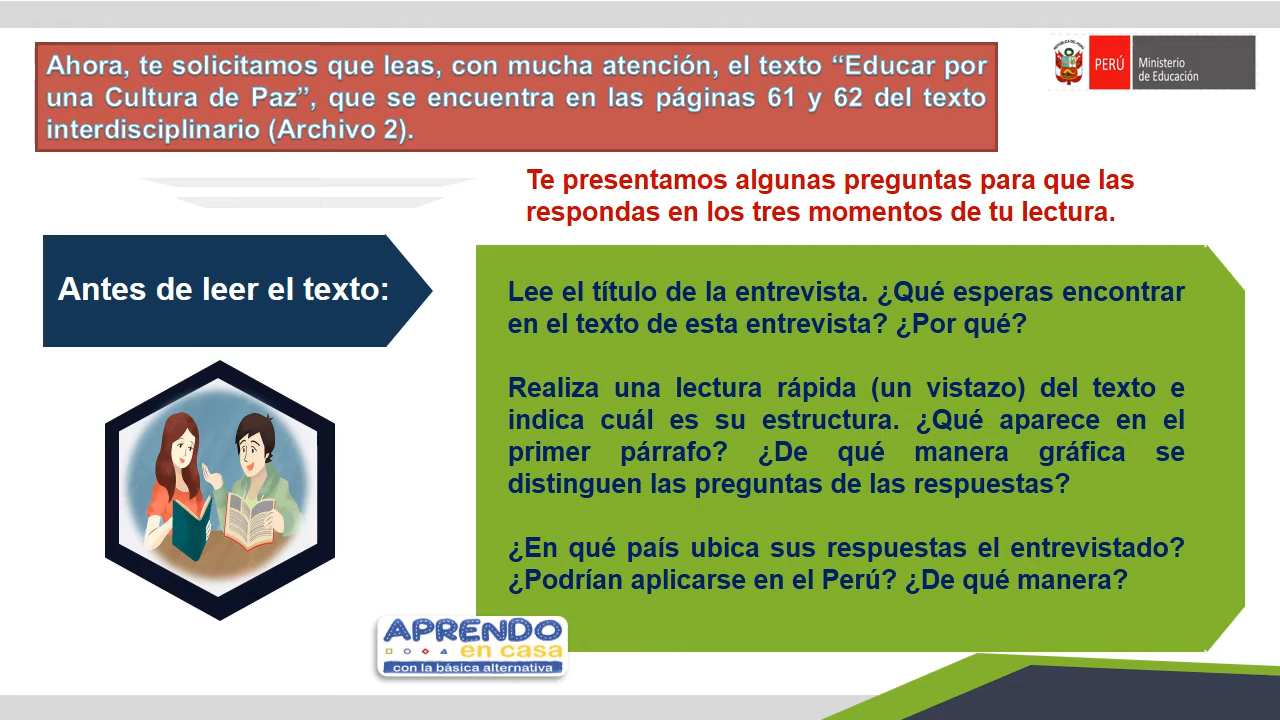 Ahora, te solicitamos que leas, con mucha atención, el texto “Educar por
una Cultura de Paz”, que se encuentra en las páginas 61 y 62 del texto
interdisciplinario (Archivo 2).
PERÚ
Ministerio
de Educación
Te presentamos algunas preguntas para que las
respondas en los tres momentos de tu lectura.
Antes de leer el texto:
Lee el título de la entrevista. ¿Qué esperas encontrar
en el texto de esta entrevista? ¿Por qué?
Realiza una lectura rápida (un vistazo) del texto e
indica cuál es su estructura. ¿Qué aparece en el
primer párrafo? ¿De qué manera gráfica se
distinguen las preguntas de las respuestas?
¿En qué país ubica sus respuestas el entrevistado?
¿Podrían aplicarse en el Perú? ¿De qué manera?
APRENDO
en casa
con la básica alternativa